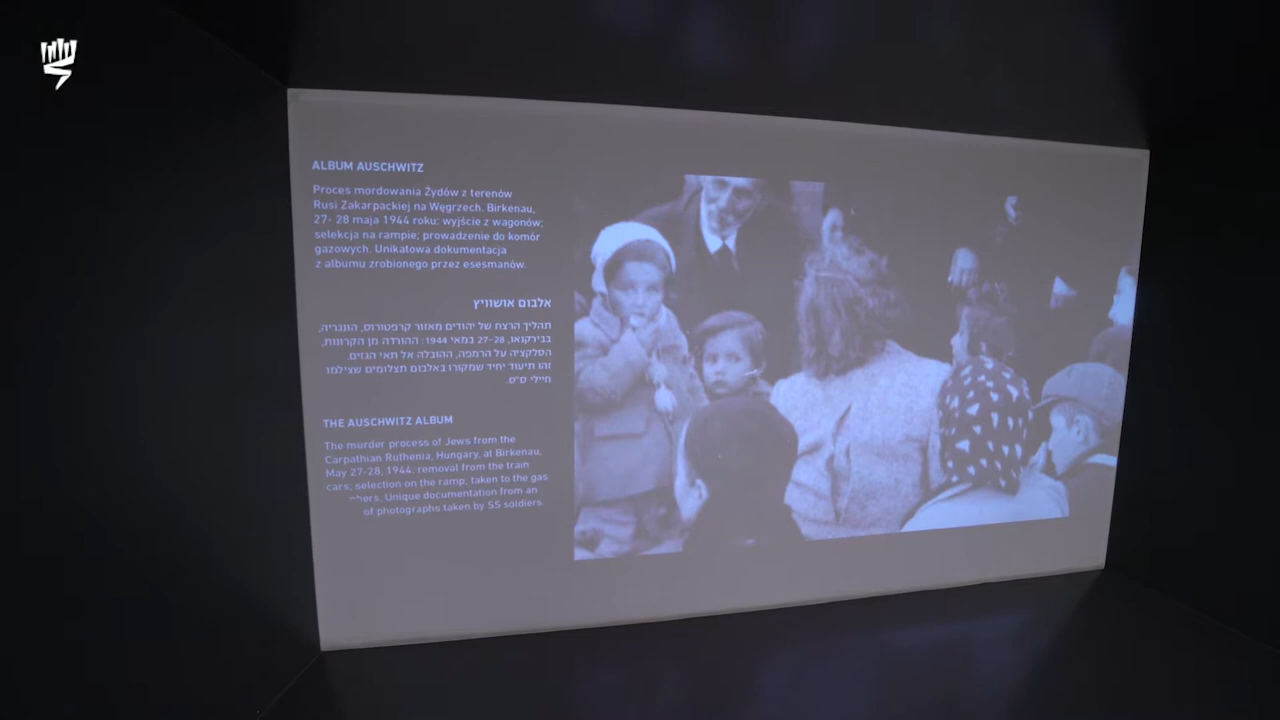 ALBUM AUSCHWITZ
Proces mordowania Żydów z terenów
Rusi Zakarpackiej na Węgrzech. Birkenau,
27- 28 maja 1944 roku: wyjście z wagonów;
selekcja na rampie; prowadzenie do komór
gazowych. Unikatowa dokumentacja
z albumu zrobionego przez esesmanów.
אלבום אושוויץ
תהליך הרצח של יהודים מאזור קרפטורוס, הונגריה,
בבירקנאו, 27-28 במאי 1944: ההורדה מן הקרונות,
הסלקציה על הרמפה, ההובלה אל תאי הגזים.
זהו תיעוד יחיד שמקורו באלבום תצלומים שצילמו
חיילי ס"ס.
THE AUSCHWITZ ALBUM
The murder process of Jews from the
Carpathian Ruthenia, Hungary, at Birkenau,
May 27-28, 1944: removal from the train
cars; selection on the ramp; taken to the gas
Unique documentation from an
of photographs taken by SS soldiers.